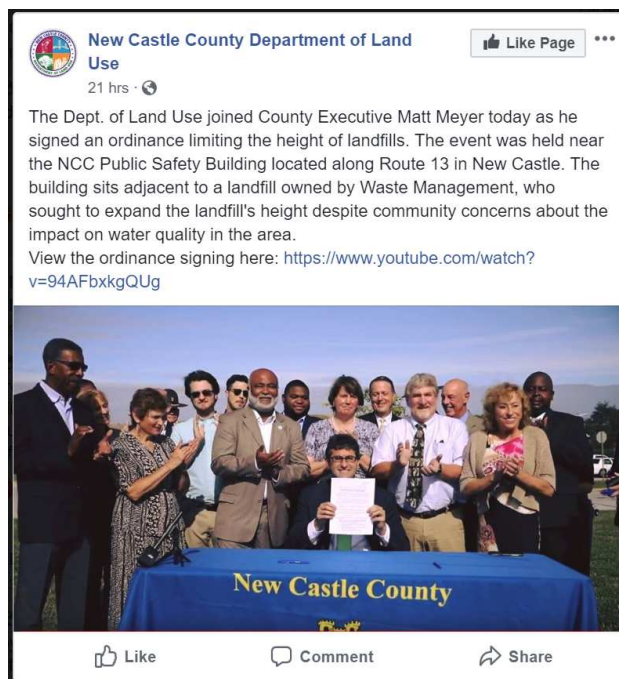 New Castle County Department of Land
Use
21 hrs ·
Like Page
The Dept. of Land Use joined County Executive Matt Meyer today as he
signed an ordinance limiting the height of landfills. The event was held near
the NCC Public Safety Building located along Route 13 in New Castle. The
building sits adjacent to a landfill owned by Waste Management, who
sought to expand the landfill's height despite community concerns about the
impact on water quality in the area.
View the ordinance signing here: https://www.youtube.com/watch?
v=94AFbxkgQUg
New Castle County
Like Comment Share